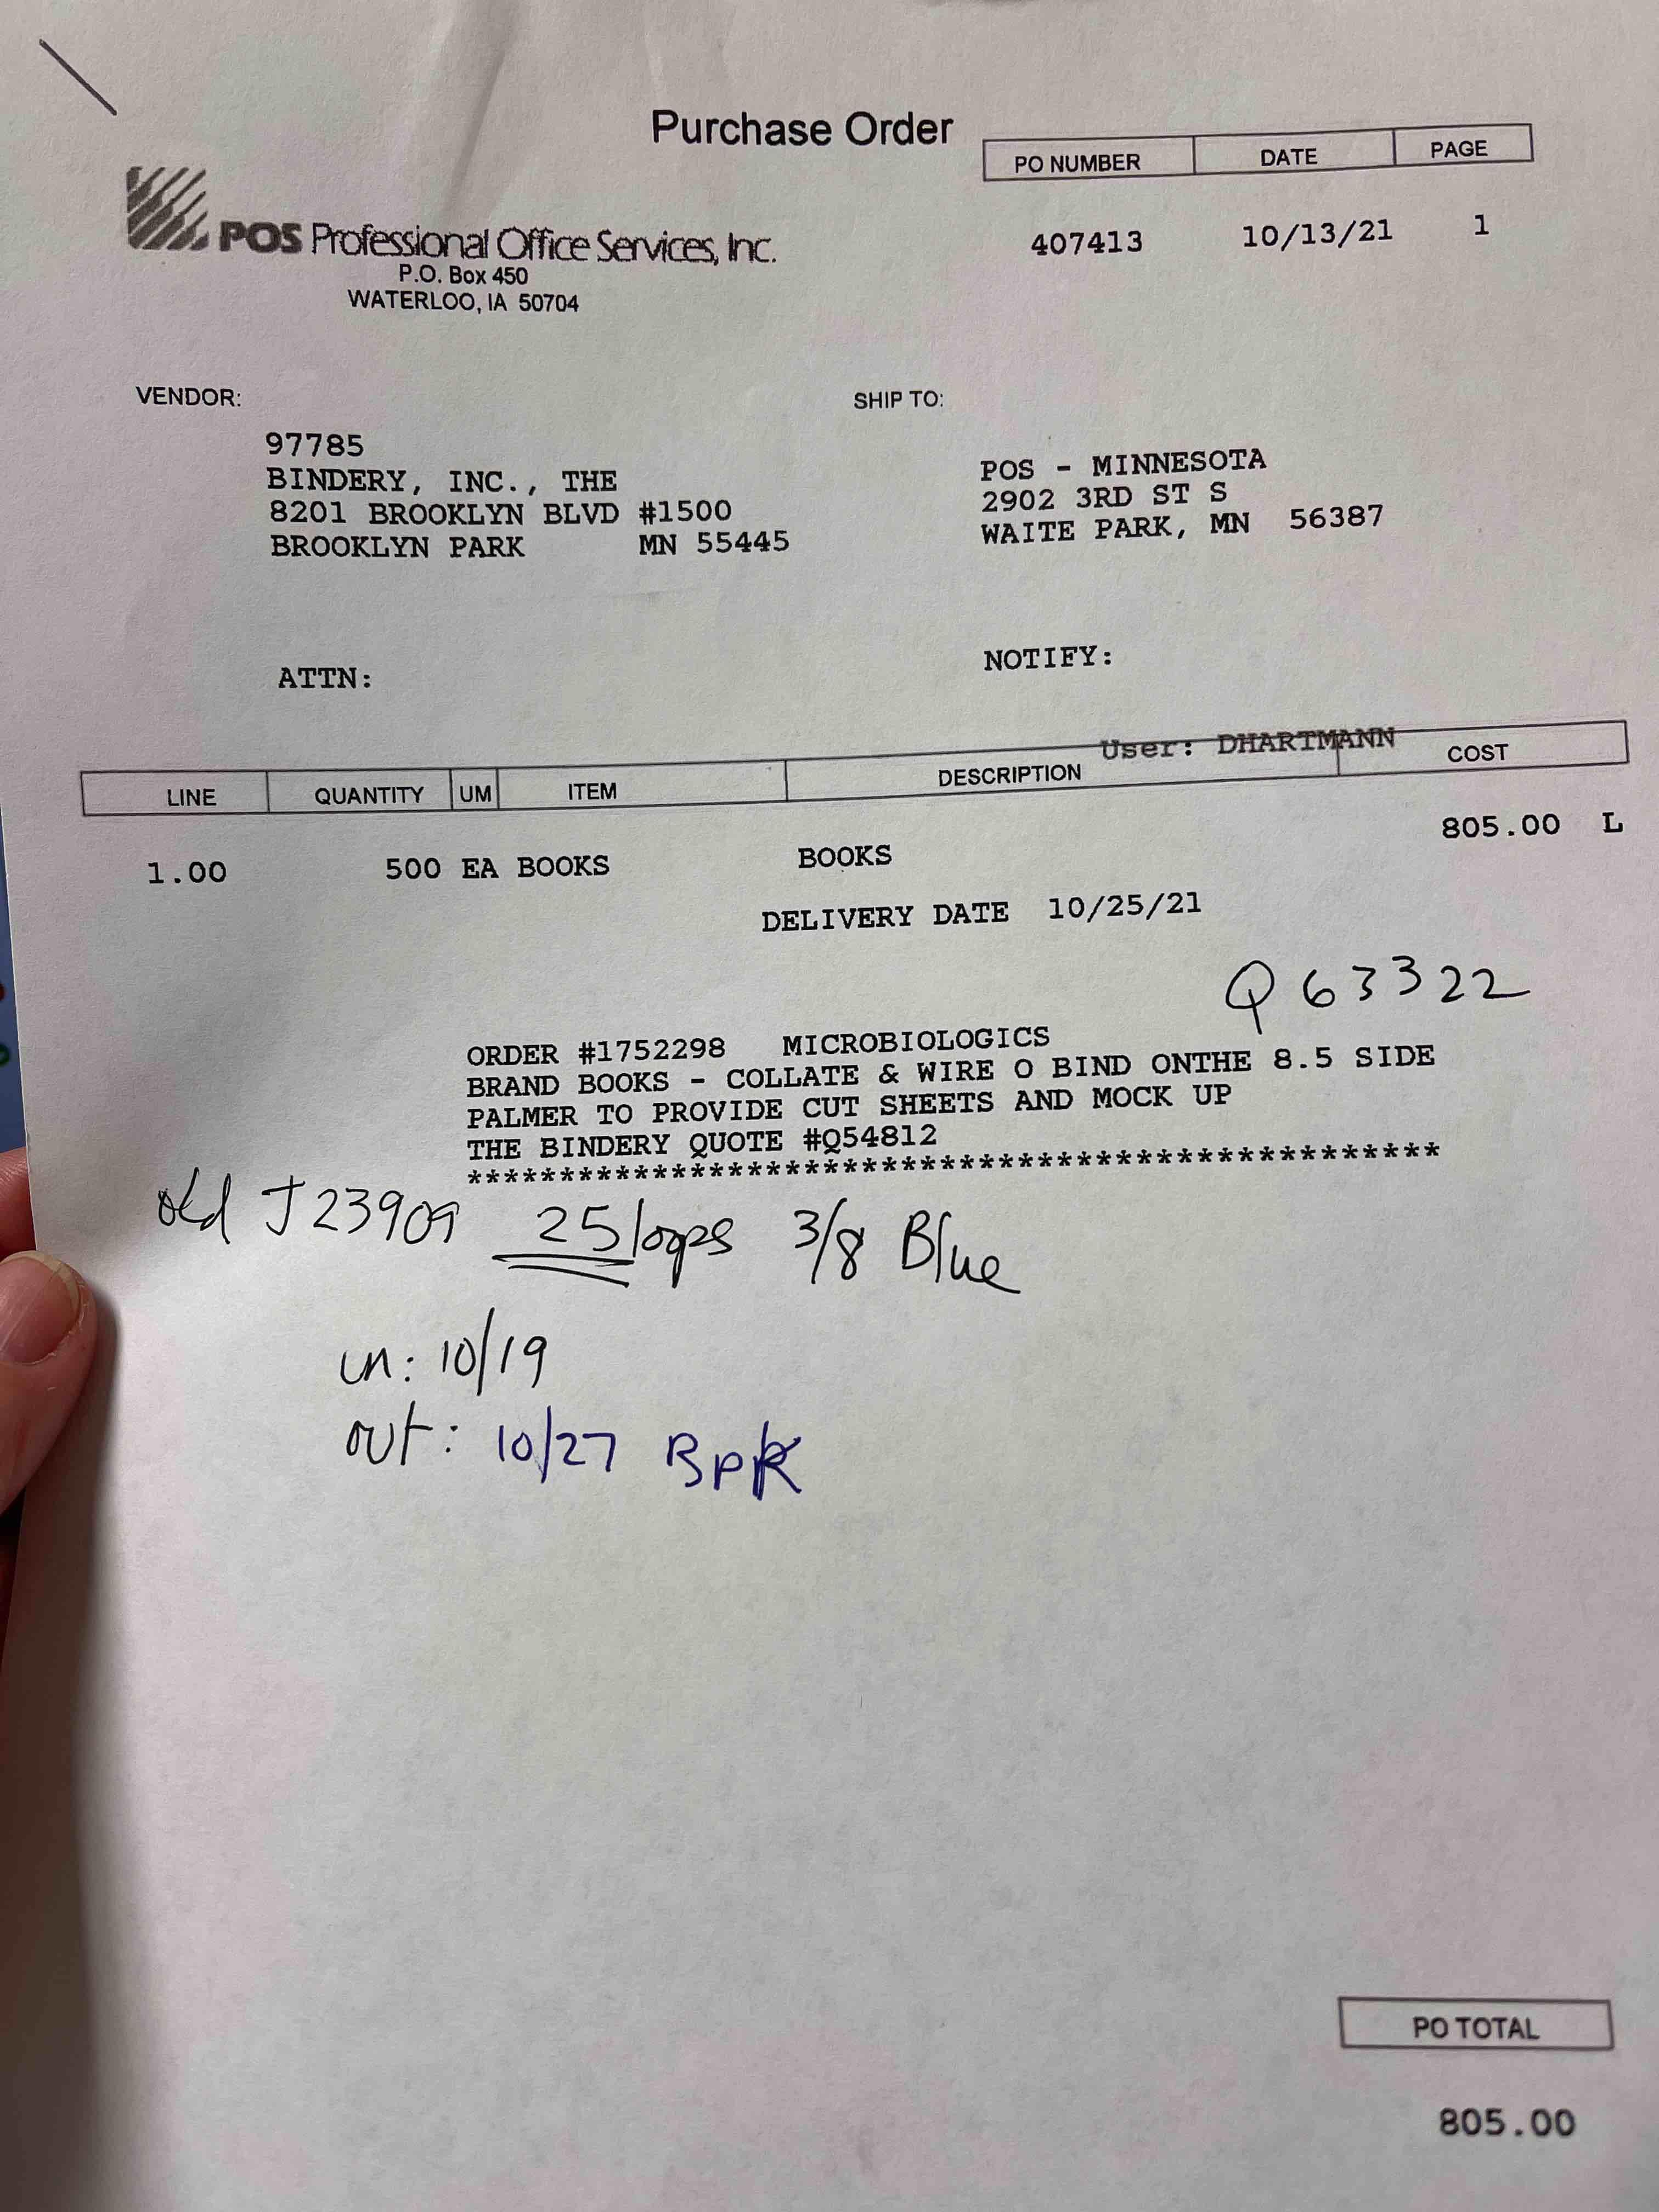 Purchase Order
PO NUMBER DATE PAGE
407413 10/13/21 1
POS Professional Office Services, Inc.
P.O. Box 450
WATERLOO, IA 50704
VENDOR:
97785
BINDERY, INC., THE
8201 BROOKLYN BLVD #1500
BROOKLYN PARK MN 55445
SHIP TO:
POS - MINNESOTA
2902 3RD ST S
WAITE PARK, MN 56387
ATTN:
NOTIFY:
User: DHARTMANN
LINE QUANTITY UM ITEM DESCRIPTION COST
1.00 500 EA BOOKS BOOKS 805.00 L
DELIVERY DATE 10/25/21
Q 63322
ORDER #1752298 MICROBIOLOGICS
BRAND BOOKS - COLLATE & WIRE O BIND ONTHE 8.5 SIDE
PALMER TO PROVIDE CUT SHEETS AND MOCK UP
THE BINDERY QUOTE #Q54812
**************************************************
old J23909 25 loops 3/8 Blue
in: 10/19
out: 10/27 BPK
PO TOTAL
805.00